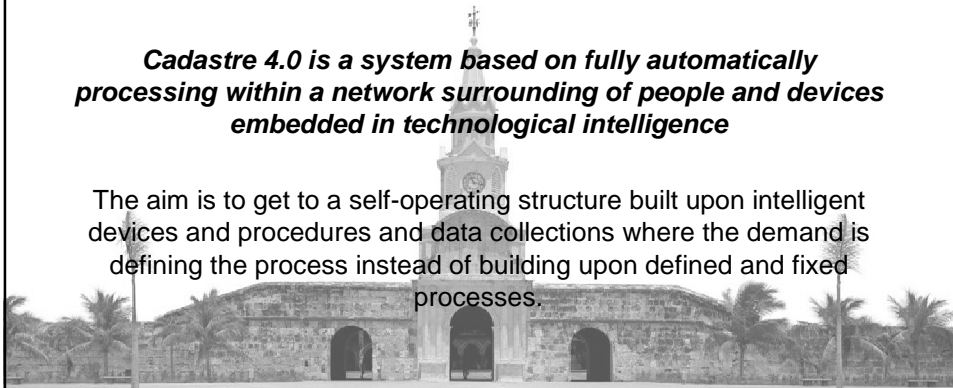 Cadastre 4.0 is a system based on fully automatically
processing within a network surrounding of people and devices
embedded in technological intelligence
The aim is to get to a self-operating structure built upon intelligent
devices and procedures and data collections where the demand is
defining the process instead of building upon defined and fixed
processes.